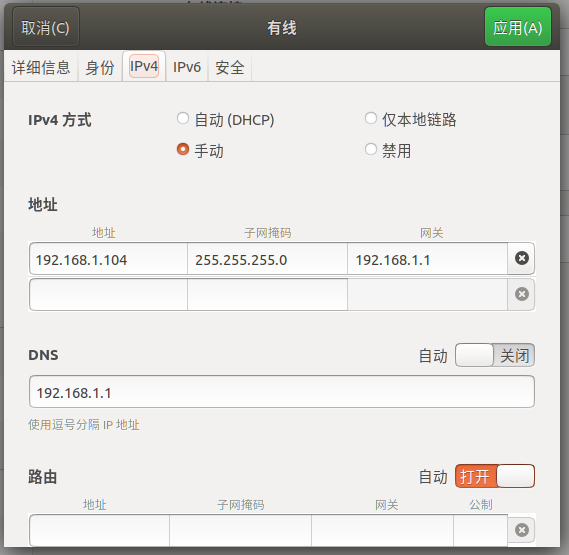 取消(C) 有线 应用(A)
详细信息 身份 IPv4 IPv6 安全
IPv4 方式 自动 (DHCP) 仅本地链路
手动 禁用
地址
地址 子网掩码 网关
192.168.1.104 255.255.255.0 192.168.1.1
DNS 自动 关闭
192.168.1.1
使用逗号分隔 IP 地址
路由 自动 打开
地址 子网掩码 网关 公制